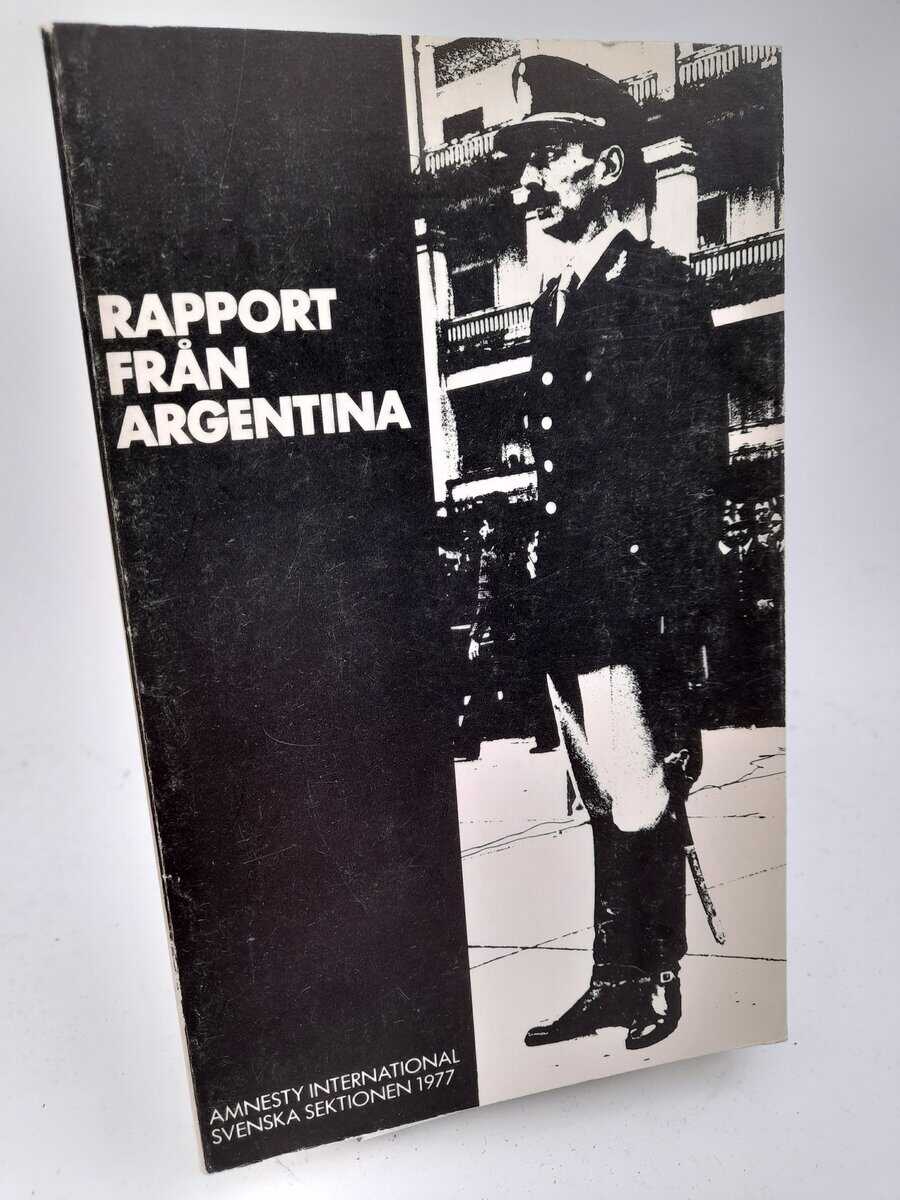 RAPPORT
FRÅN
ARGENTINA
AMNESTY INTERNATIONAL
SVENSKA SEKTIONEN 1977